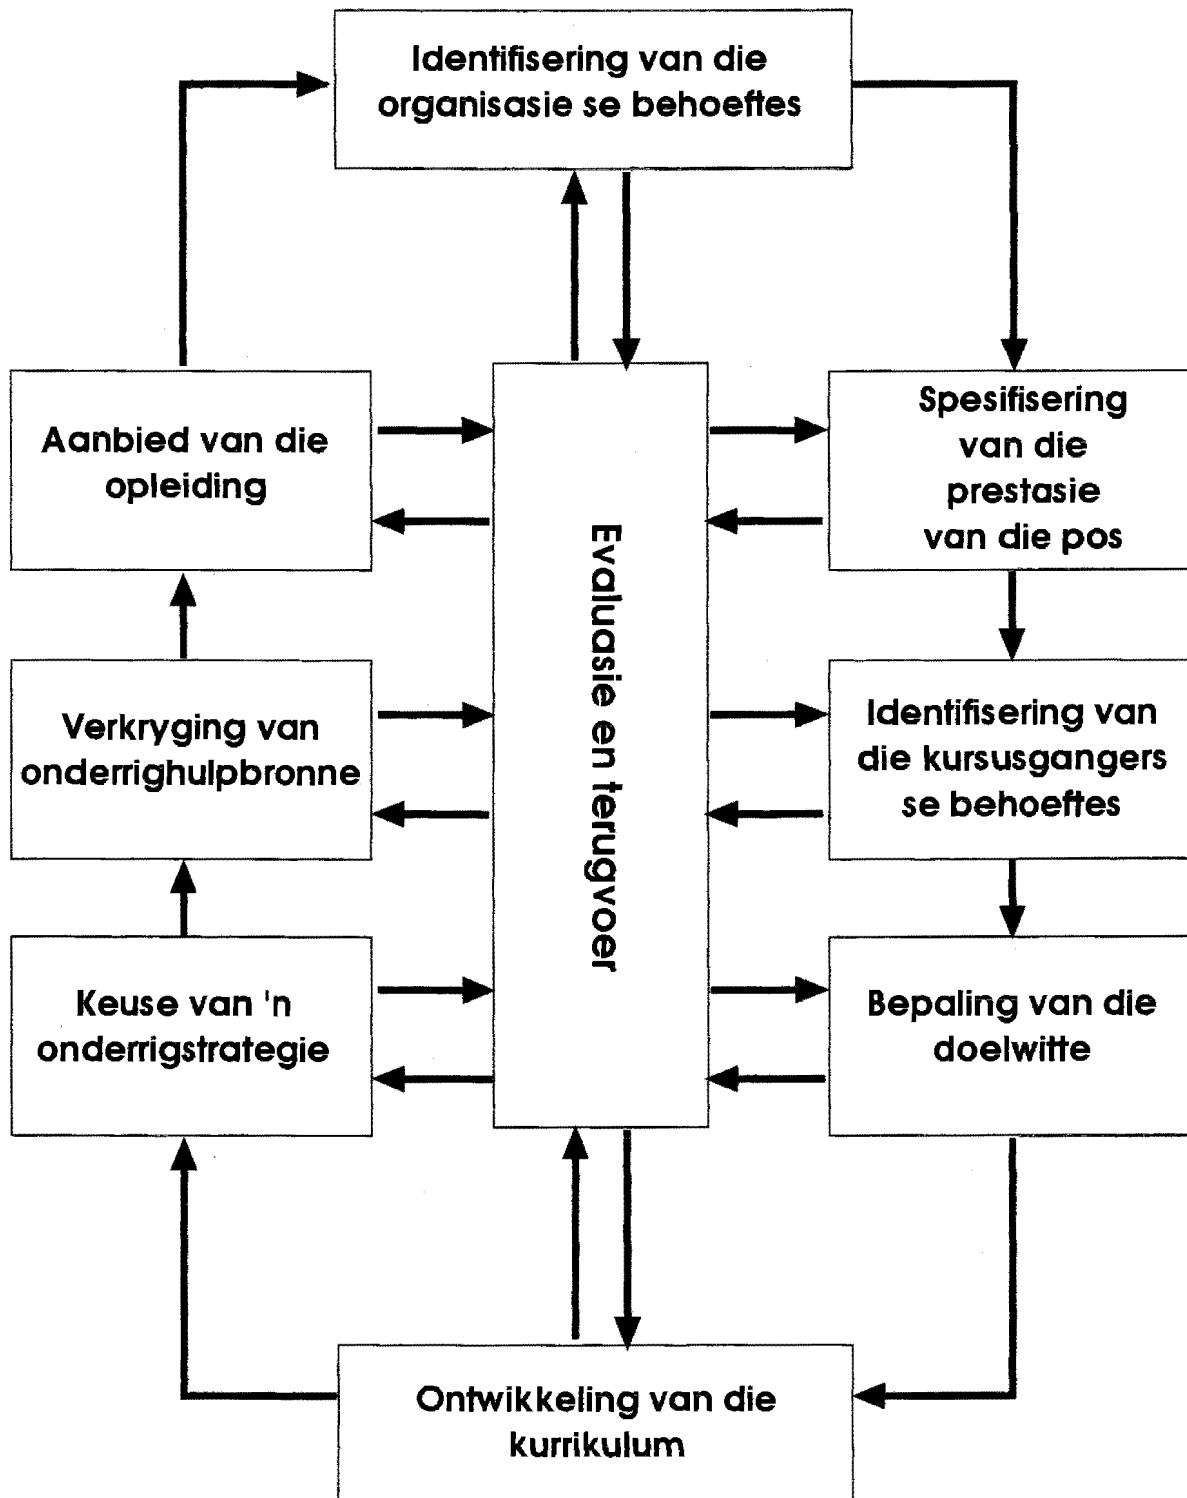 Identifisering van die
organisasie se behoeftes
Aanbied van die
opleiding
Spesifisering
van die
prestasie
van die pos
Evaluasie en terugvoer
Verkryging van
onderrighulpbronne
Identifisering van
die kursusgangers
se behoeftes
Keuse van 'n
onderrigstrategie
Bepaling van die
doelwitte
Ontwikkeling van die
kurrikulum